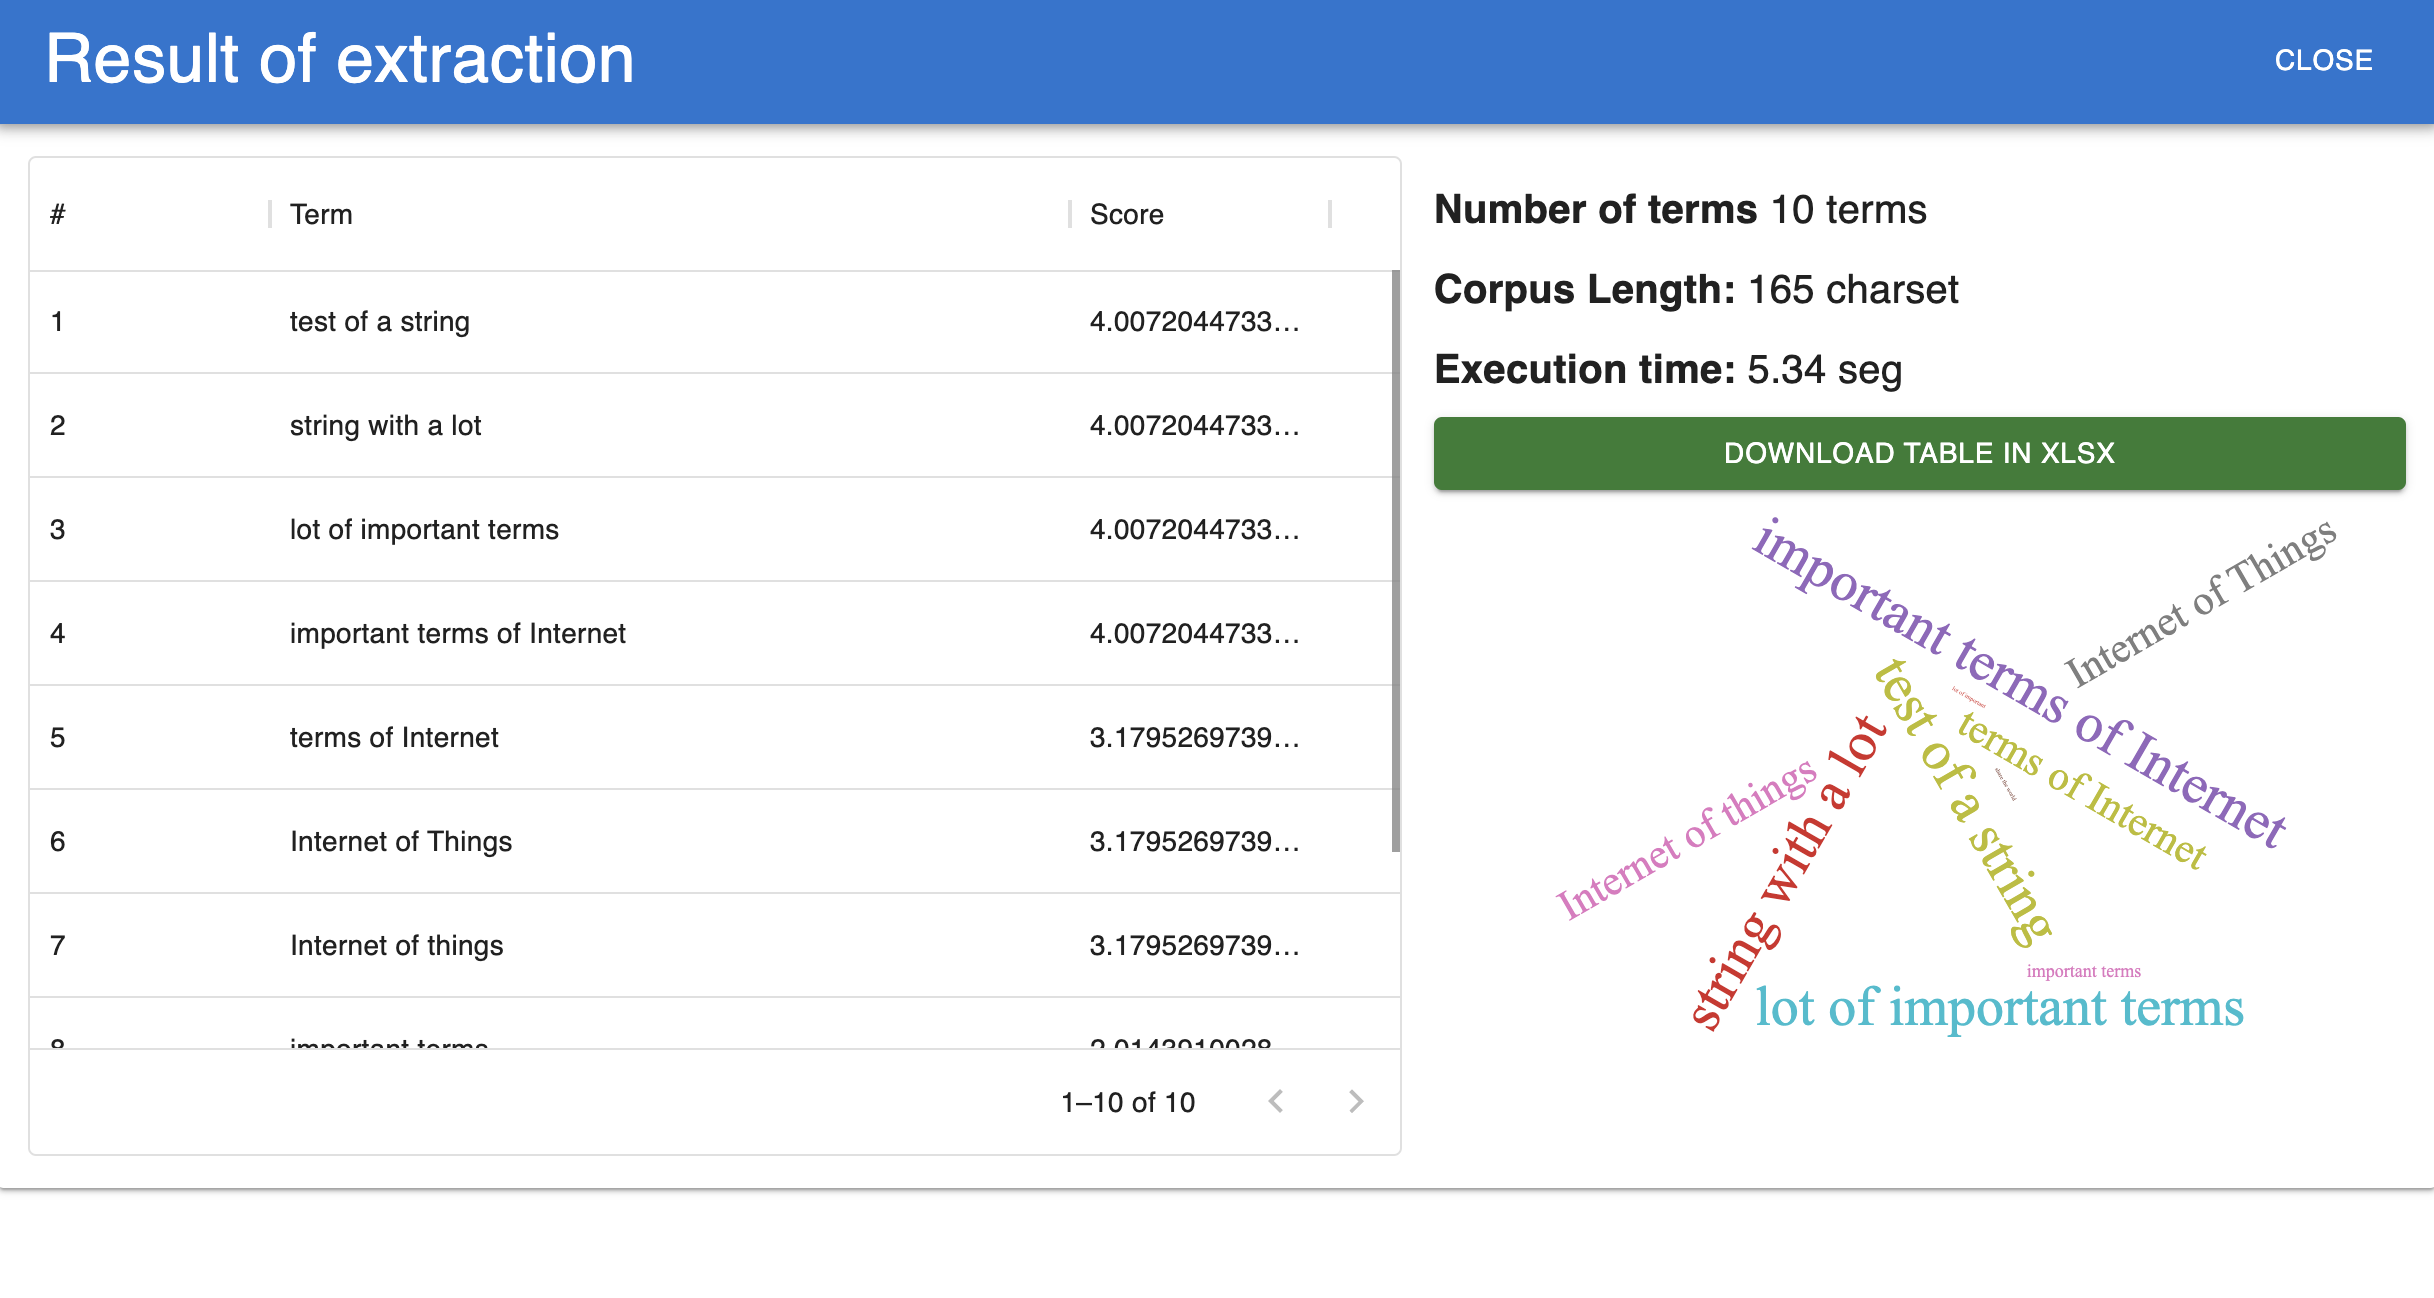 Result of extraction
CLOSE
# Term Score
1 test of a string 4.0072044733...
2 string with a lot 4.0072044733...
3 lot of important terms 4.0072044733...
4 important terms of Internet 4.0072044733...
5 terms of Internet 3.1795269739...
6 Internet of Things 3.1795269739...
7 Internet of things 3.1795269739...
8 important terms
1–10 of 10
Number of terms 10 terms
Corpus Length: 165 charset
Execution time: 5.34 seg
DOWNLOAD TABLE IN XLSX
important terms of Internet
Internet of Things
test of a string
lot of important
terms of Internet
string with a lot
Internet of things
important terms
lot of important terms